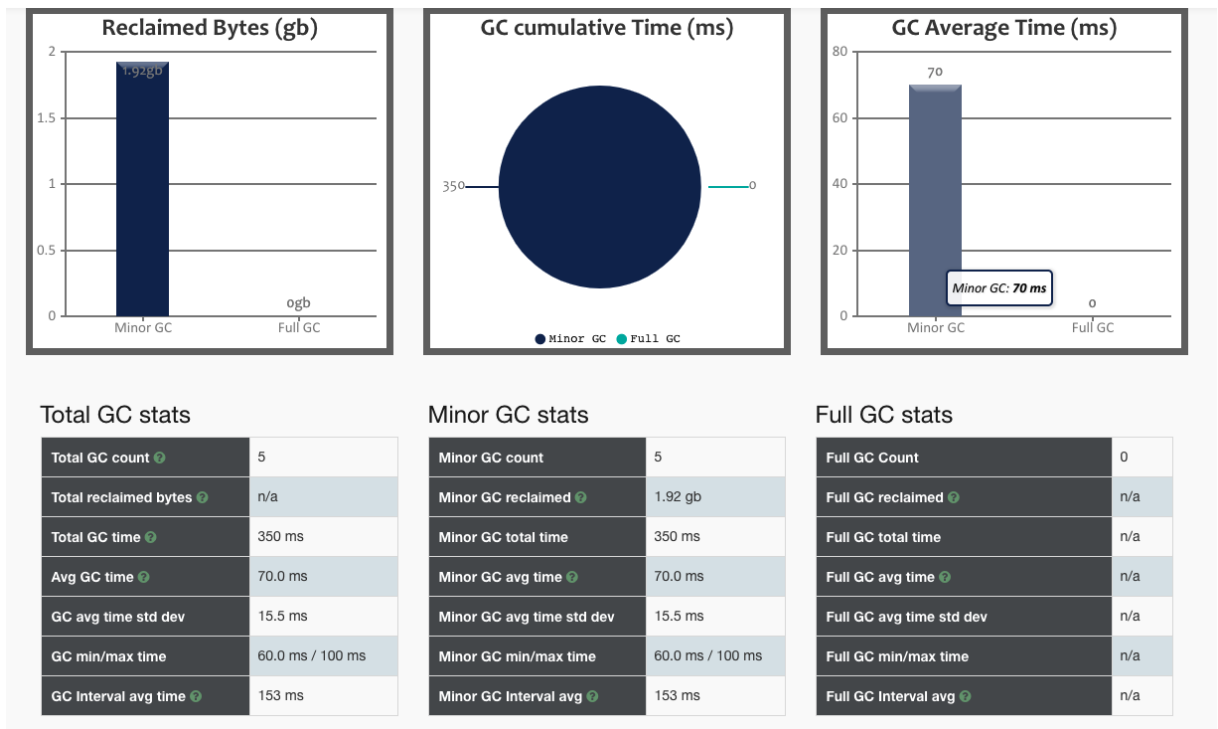 Reclaimed Bytes (gb)
2
1.5
1
0.5
0
1.92gb
0gb
Minor GC
Full GC
GC cumulative Time (ms)
350
0
Minor GC
Full GC
GC Average Time (ms)
80
60
40
20
0
70
Minor GC: 70 ms
0
Minor GC
Full GC
Total GC stats
Total GC count ? 5
Total reclaimed bytes ? n/a
Total GC time ? 350 ms
Avg GC time ? 70.0 ms
GC avg time std dev 15.5 ms
GC min/max time 60.0 ms / 100 ms
GC Interval avg time ? 153 ms
Minor GC stats
Minor GC count 5
Minor GC reclaimed ? 1.92 gb
Minor GC total time 350 ms
Minor GC avg time ? 70.0 ms
Minor GC avg time std dev 15.5 ms
Minor GC min/max time 60.0 ms / 100 ms
Minor GC Interval avg ? 153 ms
Full GC stats
Full GC Count 0
Full GC reclaimed ? n/a
Full GC total time n/a
Full GC avg time ? n/a
Full GC avg time std dev n/a
Full GC min/max time n/a
Full GC Interval avg ? n/a